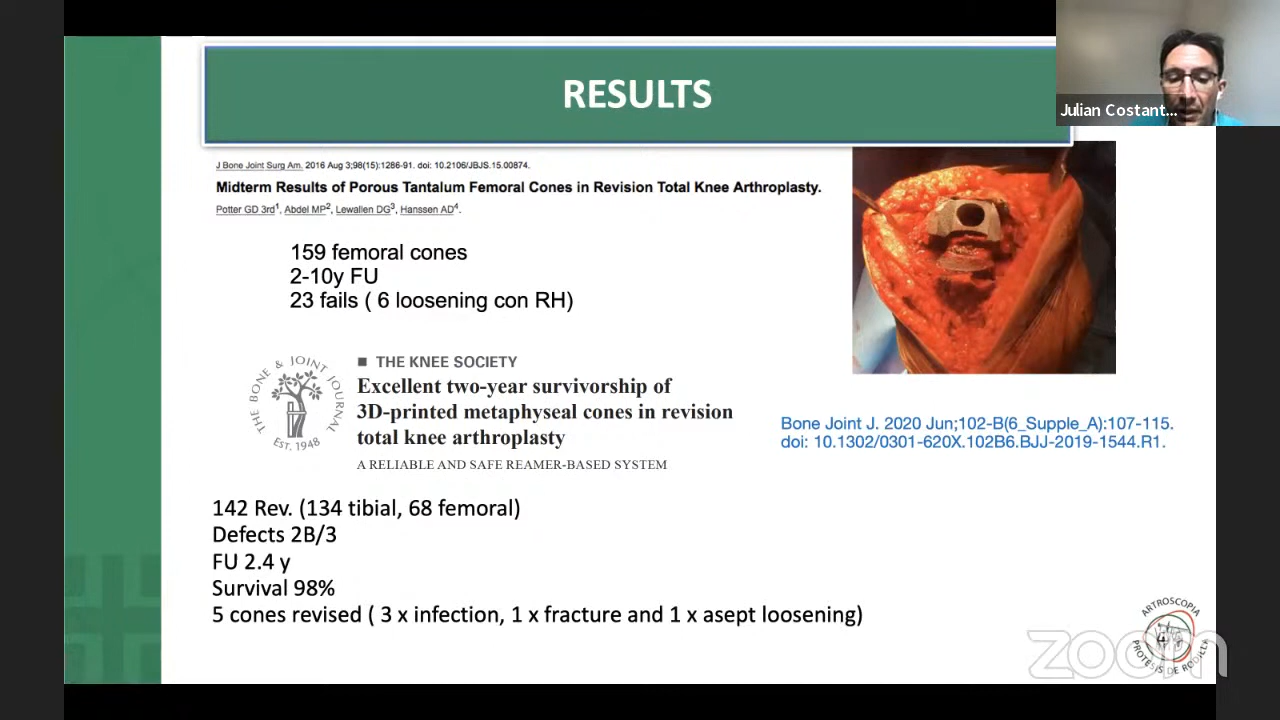 RESULTS
Julian Costant...
J Bone Joint Surg Am. 2016 Aug 3;98(15):1286-91. doi: 10.2106/JBJS.15.00874.
Midterm Results of Porous Tantalum Femoral Cones in Revision Total Knee Arthroplasty.
Potter GD 3rd1, Abdel MP2, Lewallen DG3, Hanssen AD4.
159 femoral cones
2-10y FU
23 fails ( 6 loosening con RH)
THE BONE & JOINT JOURNAL
EST. 1948
■ THE KNEE SOCIETY
Excellent two-year survivorship of
3D-printed metaphyseal cones in revision
total knee arthroplasty
A RELIABLE AND SAFE REAMER-BASED SYSTEM
Bone Joint J. 2020 Jun;102-B(6_Supple_A):107-115.
doi: 10.1302/0301-620X.102B6.BJJ-2019-1544.R1.
142 Rev. (134 tibial, 68 femoral)
Defects 2B/3
FU 2.4 y
Survival 98%
5 cones revised ( 3 x infection, 1 x fracture and 1 x asept loosening)
ARTROSCOPIA
PROTESIS DE RODILLA
zoom